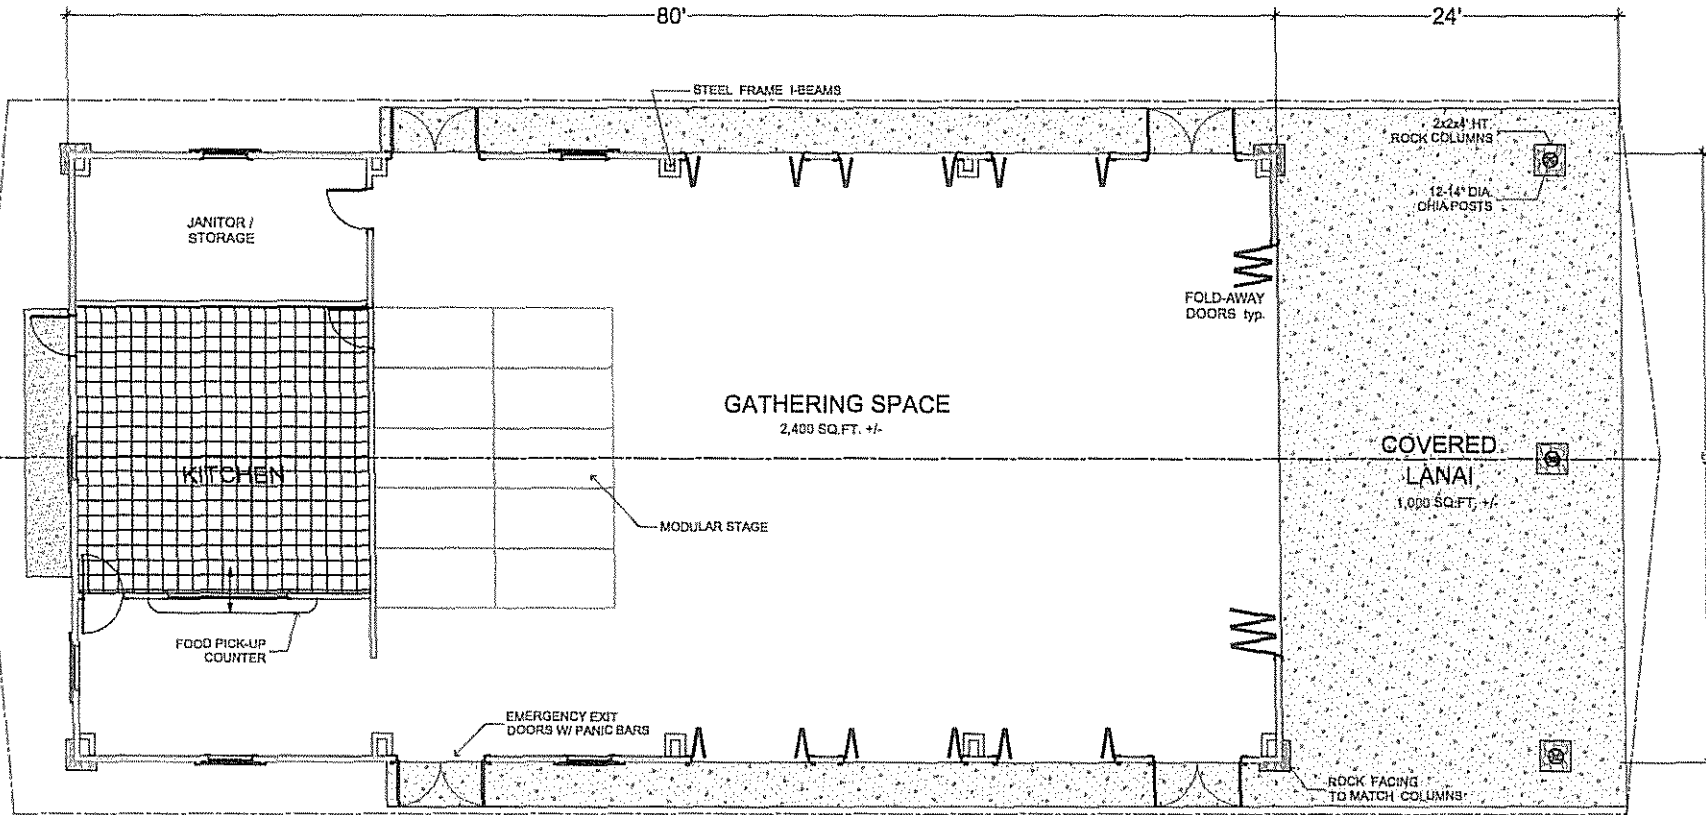 80'
24'
STEEL FRAME I-BEAMS
2x2x4' HT
ROCK COLUMNS
12-14" DIA
OHIA POSTS
JANITOR /
STORAGE
FOLD-AWAY
DOORS typ.
GATHERING SPACE
2,400 SQ.FT. +/-
COVERED
LANAI
1,000 SQ.FT. +/-
KITCHEN
MODULAR STAGE
FOOD PICK-UP
COUNTER
EMERGENCY EXIT
DOORS W/ PANIC BARS
ROCK FACING
TO MATCH COLUMNS